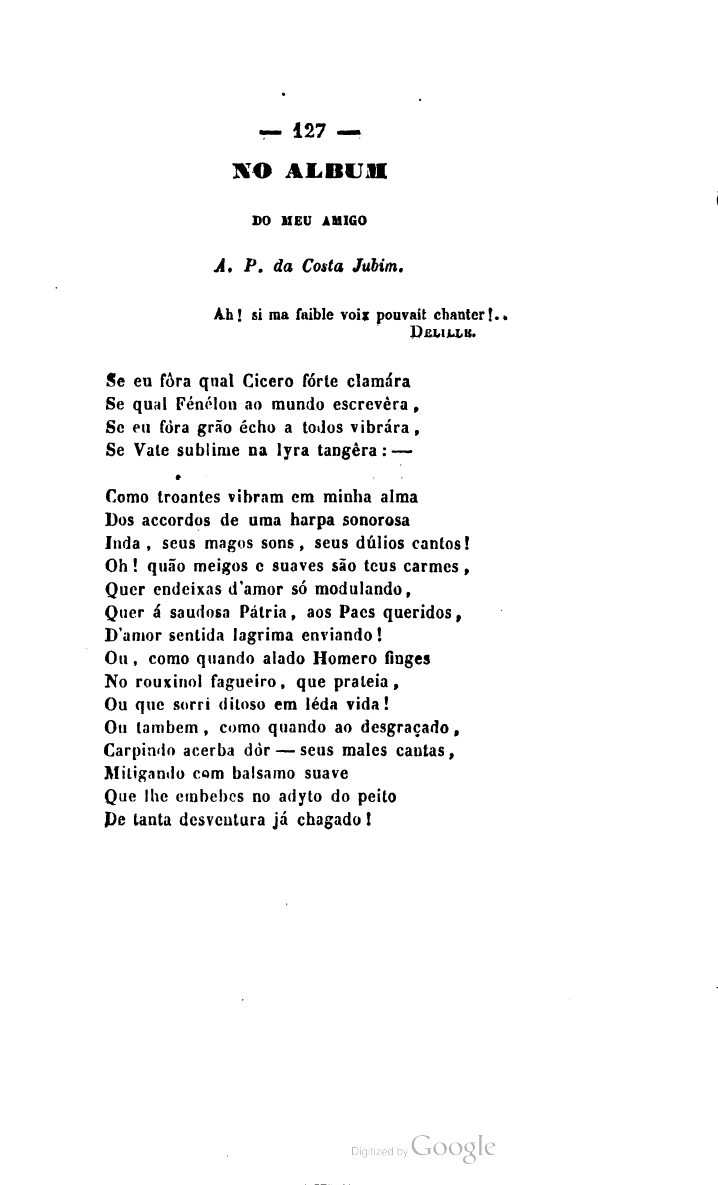 — 127 —
NO ALBUM
DO MEU AMIGO
A. P. da Costa Jubim.
Ah! si ma faible voix pouvait chanter!..
DELILLE.
Se eu fôra qual Cicero fórte clamára
Se qual Fénélon ao mundo escrevêra,
Se eu fôra grão écho a todos vibrára,
Se Vate sublime na lyra tangêra: —
Como troantes vibram em minha alma
Dos accordos de uma harpa sonorosa
Inda, seus magos sons, seus dúlios cantos!
Oh! quão meigos e suaves são teus carmes,
Quer endeixas d'amor só modulando,
Quer á saudosa Pátria, aos Paes queridos,
D'amor sentida lagrima enviando!
Ou, como quando alado Homero finges
No rouxinol fagueiro, que prateia,
Ou que sorri ditoso em léda vida!
Ou tambem, como quando ao desgraçado,
Carpindo acerba dôr — seus males cantas,
Mitigando com balsamo suave
Que lhe embebes no adyto do peito
De tanta desventura já chagado!
Digitized by Google